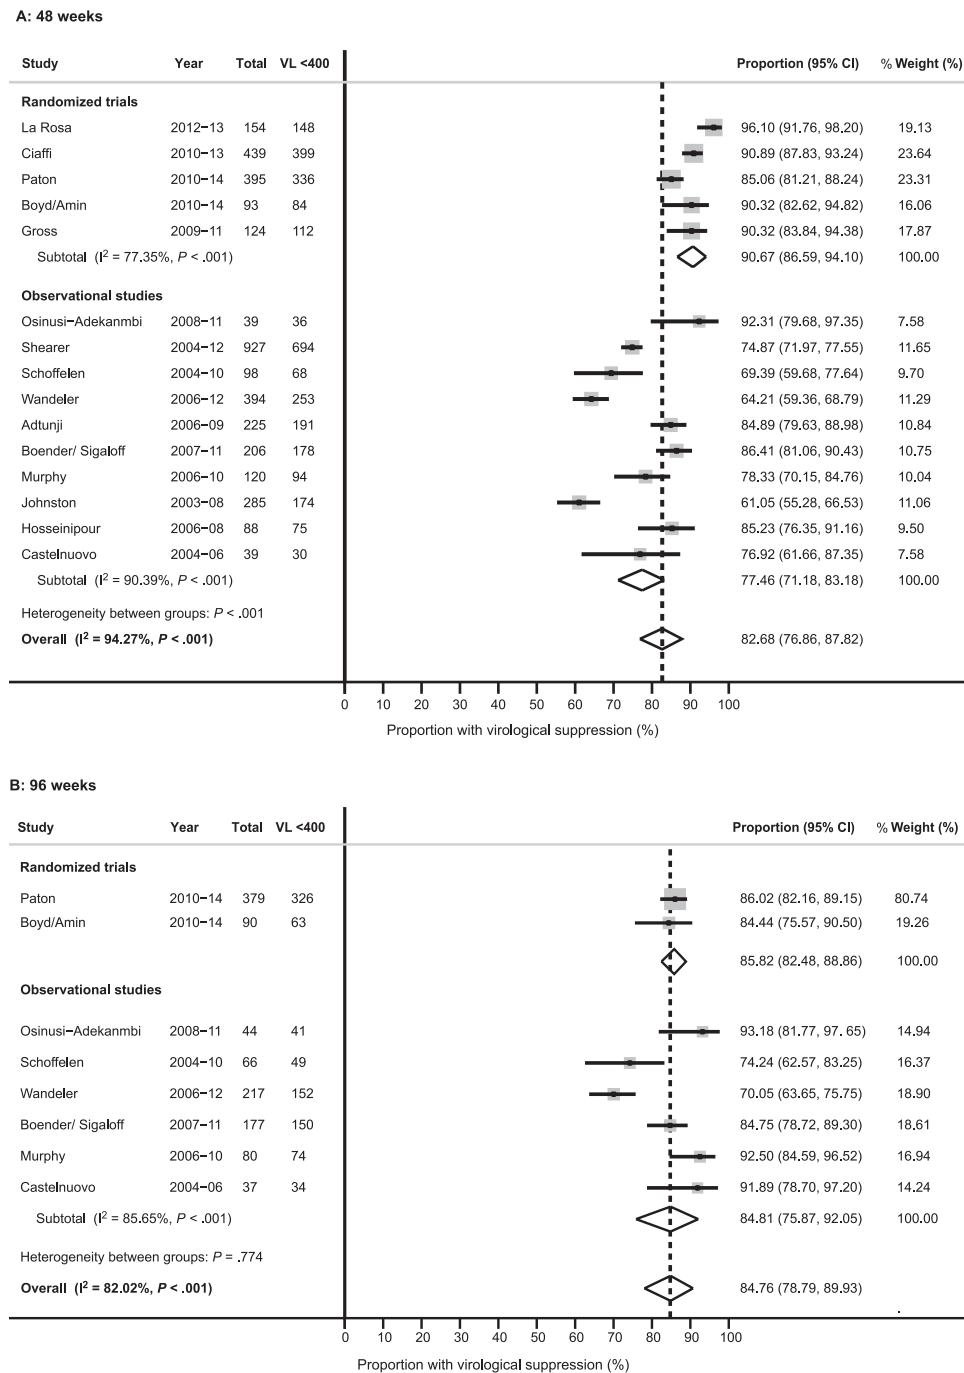 A: 48 weeks
Study Year Total VL <400 Proportion (95% CI) % Weight (%)
Randomized trials
La Rosa 2012–13 154 148 96.10 (91.76, 98.20) 19.13
Ciaffi 2010–13 439 399 90.89 (87.83, 93.24) 23.64
Paton 2010–14 395 336 85.06 (81.21, 88.24) 23.31
Boyd/Amin 2010–14 93 84 90.32 (82.62, 94.82) 16.06
Gross 2009–11 124 112 90.32 (83.84, 94.38) 17.87
Subtotal (I² = 77.35%, P < .001) 90.67 (86.59, 94.10) 100.00
Observational studies
Osinusi–Adekanmbi 2008–11 39 36 92.31 (79.68, 97.35) 7.58
Shearer 2004–12 927 694 74.87 (71.97, 77.55) 11.65
Schoffelen 2004–10 98 68 69.39 (59.68, 77.64) 9.70
Wandeler 2006–12 394 253 64.21 (59.36, 68.79) 11.29
Adtunji 2006–09 225 191 84.89 (79.63, 88.98) 10.84
Boender/ Sigaloff 2007–11 206 178 86.41 (81.06, 90.43) 10.75
Murphy 2006–10 120 94 78.33 (70.15, 84.76) 10.04
Johnston 2003–08 285 174 61.05 (55.28, 66.53) 11.06
Hosseinipour 2006–08 88 75 85.23 (76.35, 91.16) 9.50
Castelnuovo 2004–06 39 30 76.92 (61.66, 87.35) 7.58
Subtotal (I² = 90.39%, P < .001) 77.46 (71.18, 83.18) 100.00
Heterogeneity between groups: P < .001
Overall (I² = 94.27%, P < .001) 82.68 (76.86, 87.82)
0 10 20 30 40 50 60 70 80 90 100
Proportion with virological suppression (%)
B: 96 weeks
Study Year Total VL <400 Proportion (95% CI) % Weight (%)
Randomized trials
Paton 2010–14 379 326 86.02 (82.16, 89.15) 80.74
Boyd/Amin 2010–14 90 63 84.44 (75.57, 90.50) 19.26
85.82 (82.48, 88.86) 100.00
Observational studies
Osinusi–Adekanmbi 2008–11 44 41 93.18 (81.77, 97. 65) 14.94
Schoffelen 2004–10 66 49 74.24 (62.57, 83.25) 16.37
Wandeler 2006–12 217 152 70.05 (63.65, 75.75) 18.90
Boender/ Sigaloff 2007–11 177 150 84.75 (78.72, 89.30) 18.61
Murphy 2006–10 80 74 92.50 (84.59, 96.52) 16.94
Castelnuovo 2004–06 37 34 91.89 (78.70, 97.20) 14.24
Subtotal (I² = 85.65%, P < .001) 84.81 (75.87, 92.05) 100.00
Heterogeneity between groups: P = .774
Overall (I² = 82.02%, P < .001) 84.76 (78.79, 89.93)
0 10 20 30 40 50 60 70 80 90 100
Proportion with virological suppression (%)